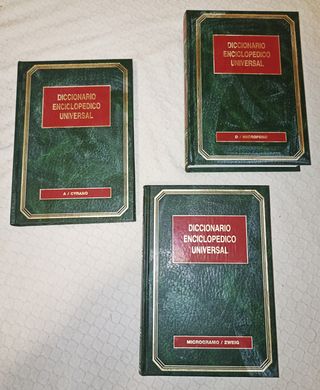 DICCIONARIO
ENCICLOPEDICO
UNIVERSAL
A / CYRANO
DICCIONARIO
ENCICLOPEDICO
UNIVERSAL
D / MICROFONO
DICCIONARIO
ENCICLOPEDICO
UNIVERSAL
MICROGRAMO / ZWEIG